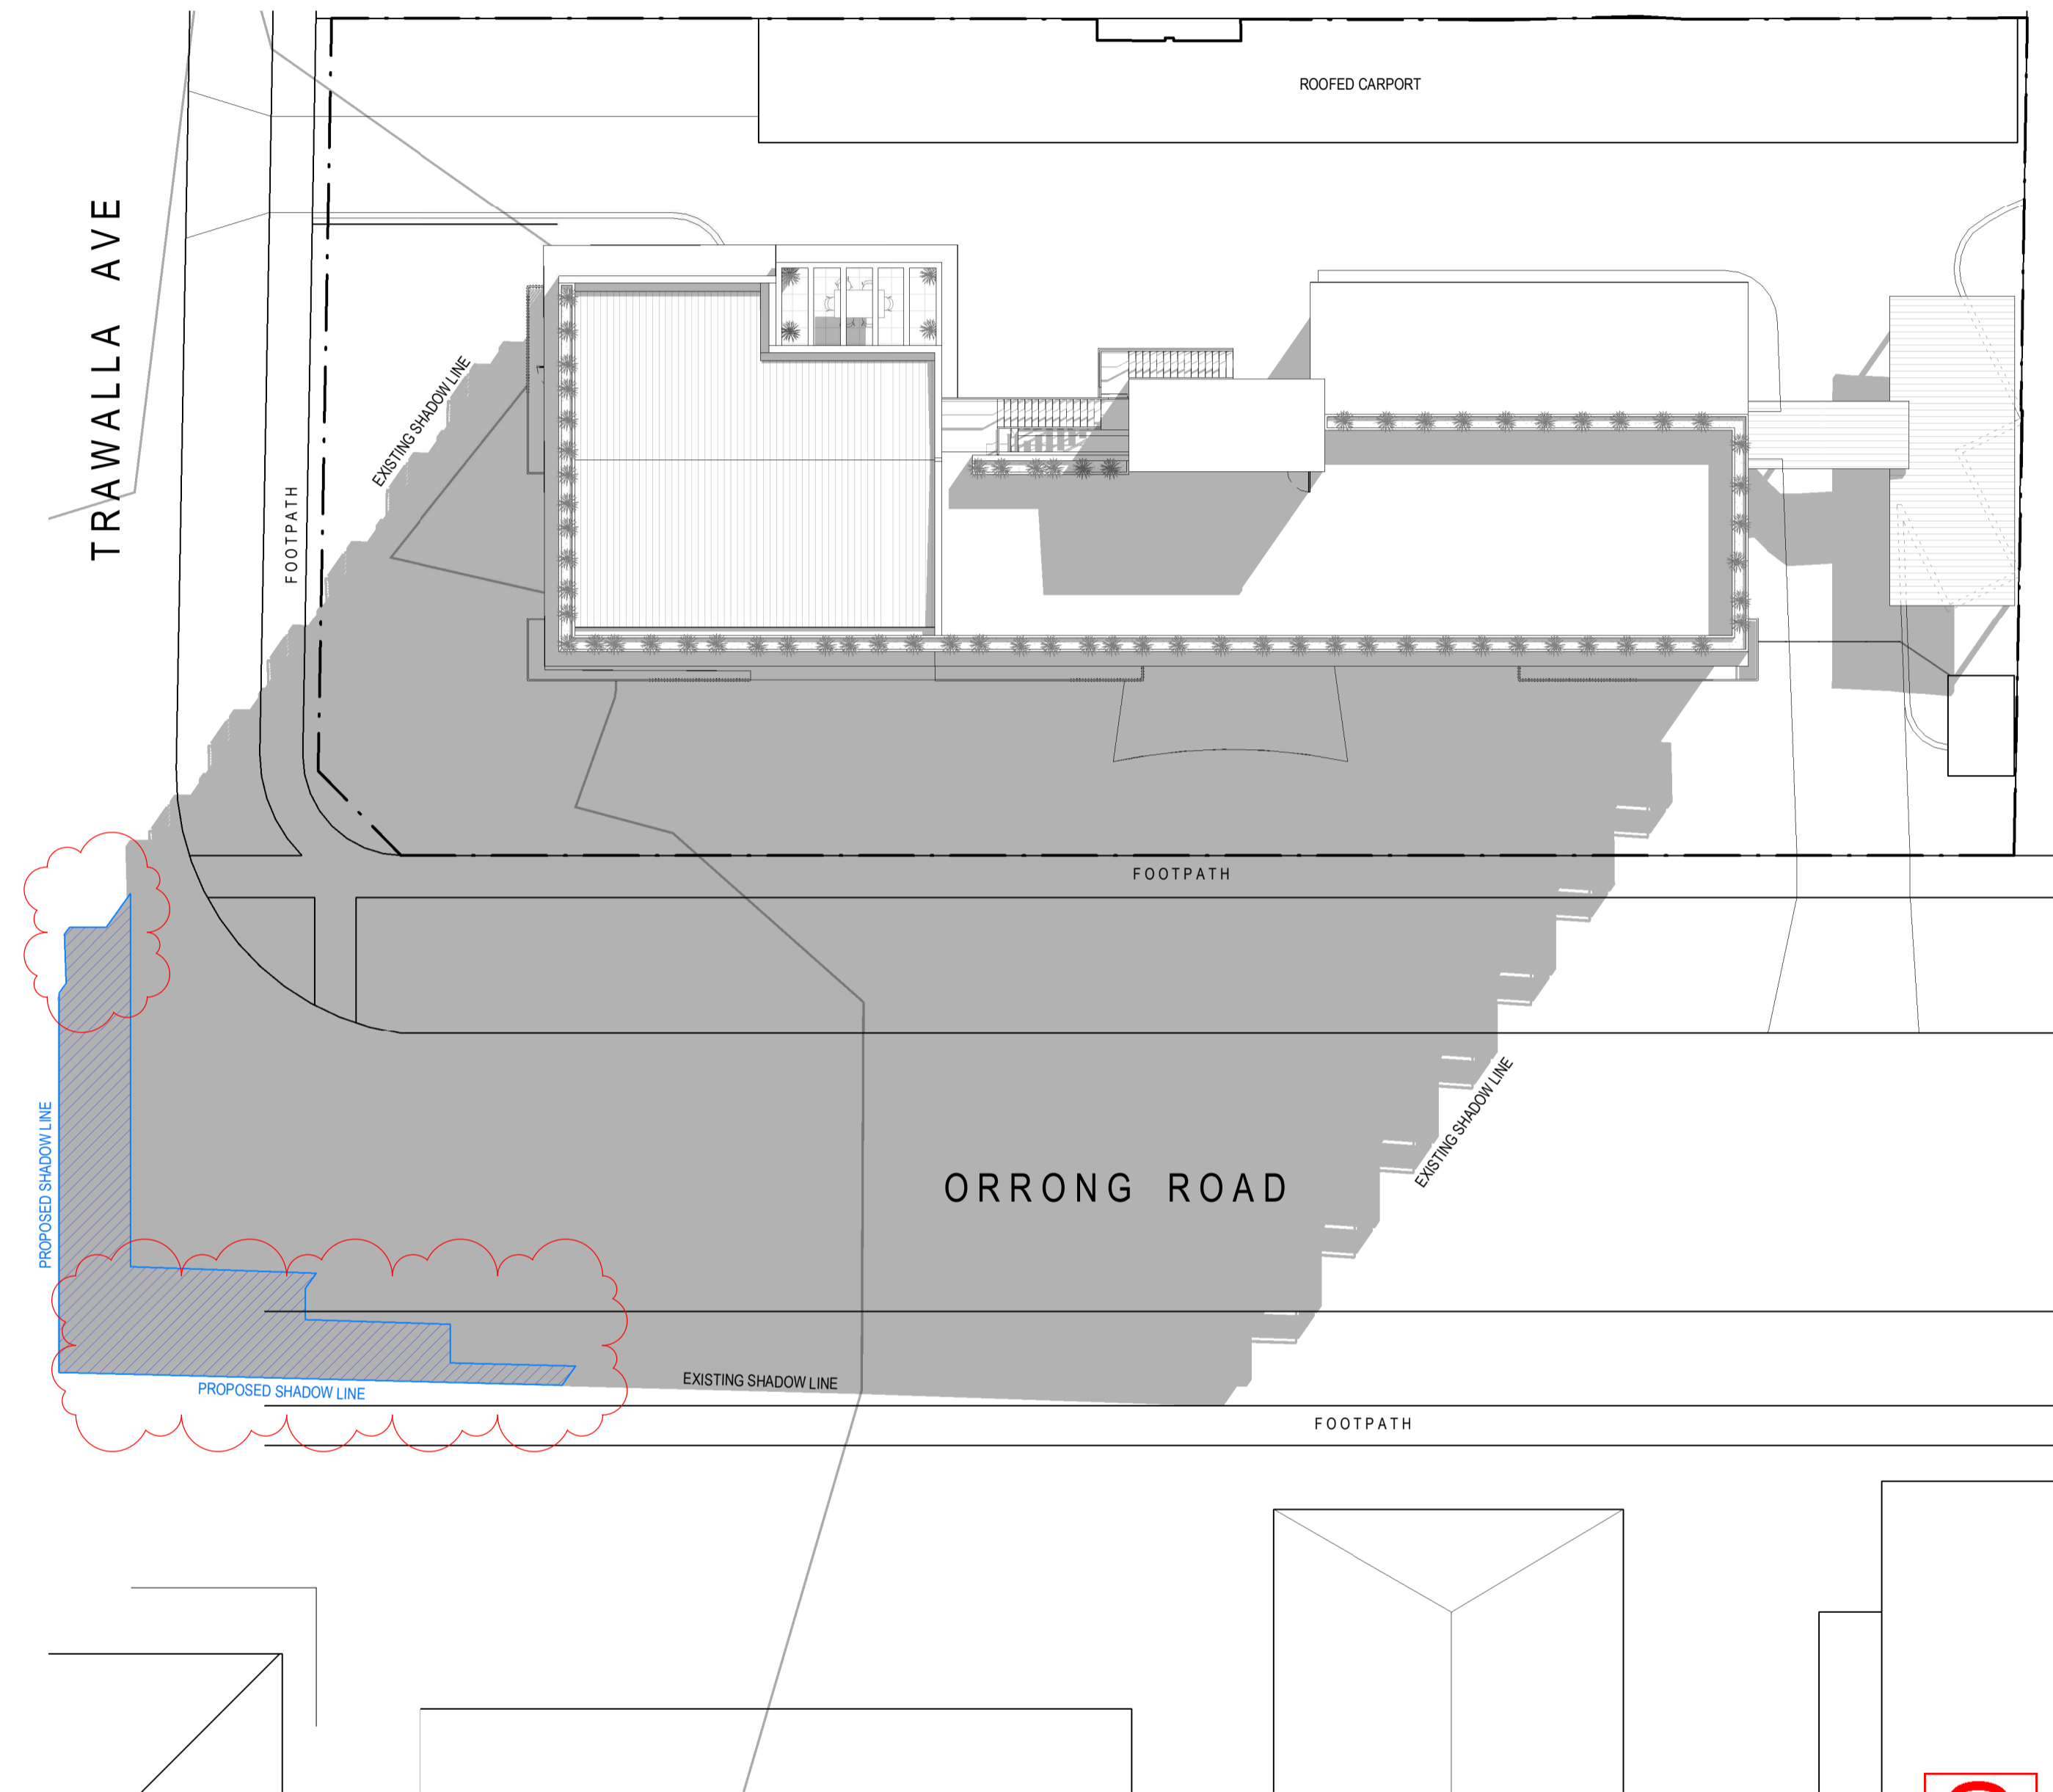 ROOFED CARPORT
TRAWALLA AVE
EXISTING SHADOW LINE
FOOTPATH
FOOTPATH
PROPOSED SHADOW LINE
EXISTING SHADOW LINE
ORRONG ROAD
PROPOSED SHADOW LINE
EXISTING SHADOW LINE
FOOTPATH